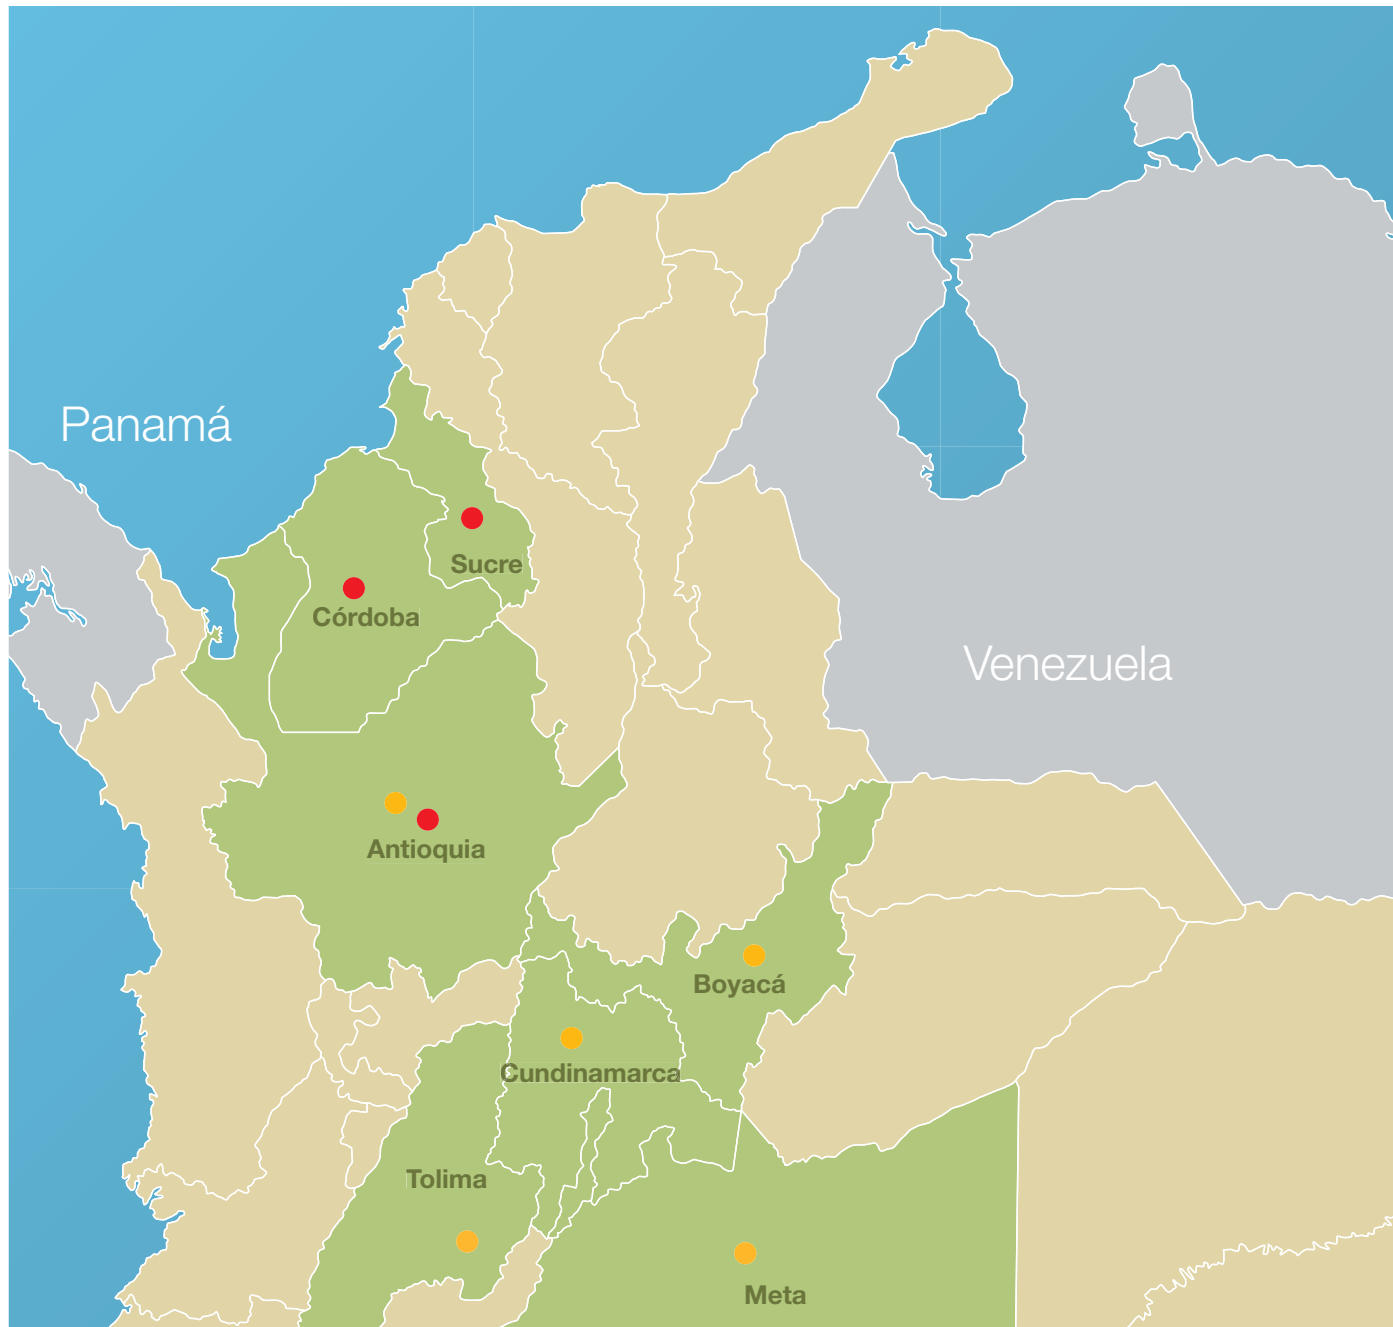 Panamá
Sucre
Córdoba
Venezuela
Antioquia
Boyacá
Cundinamarca
Tolima
Meta